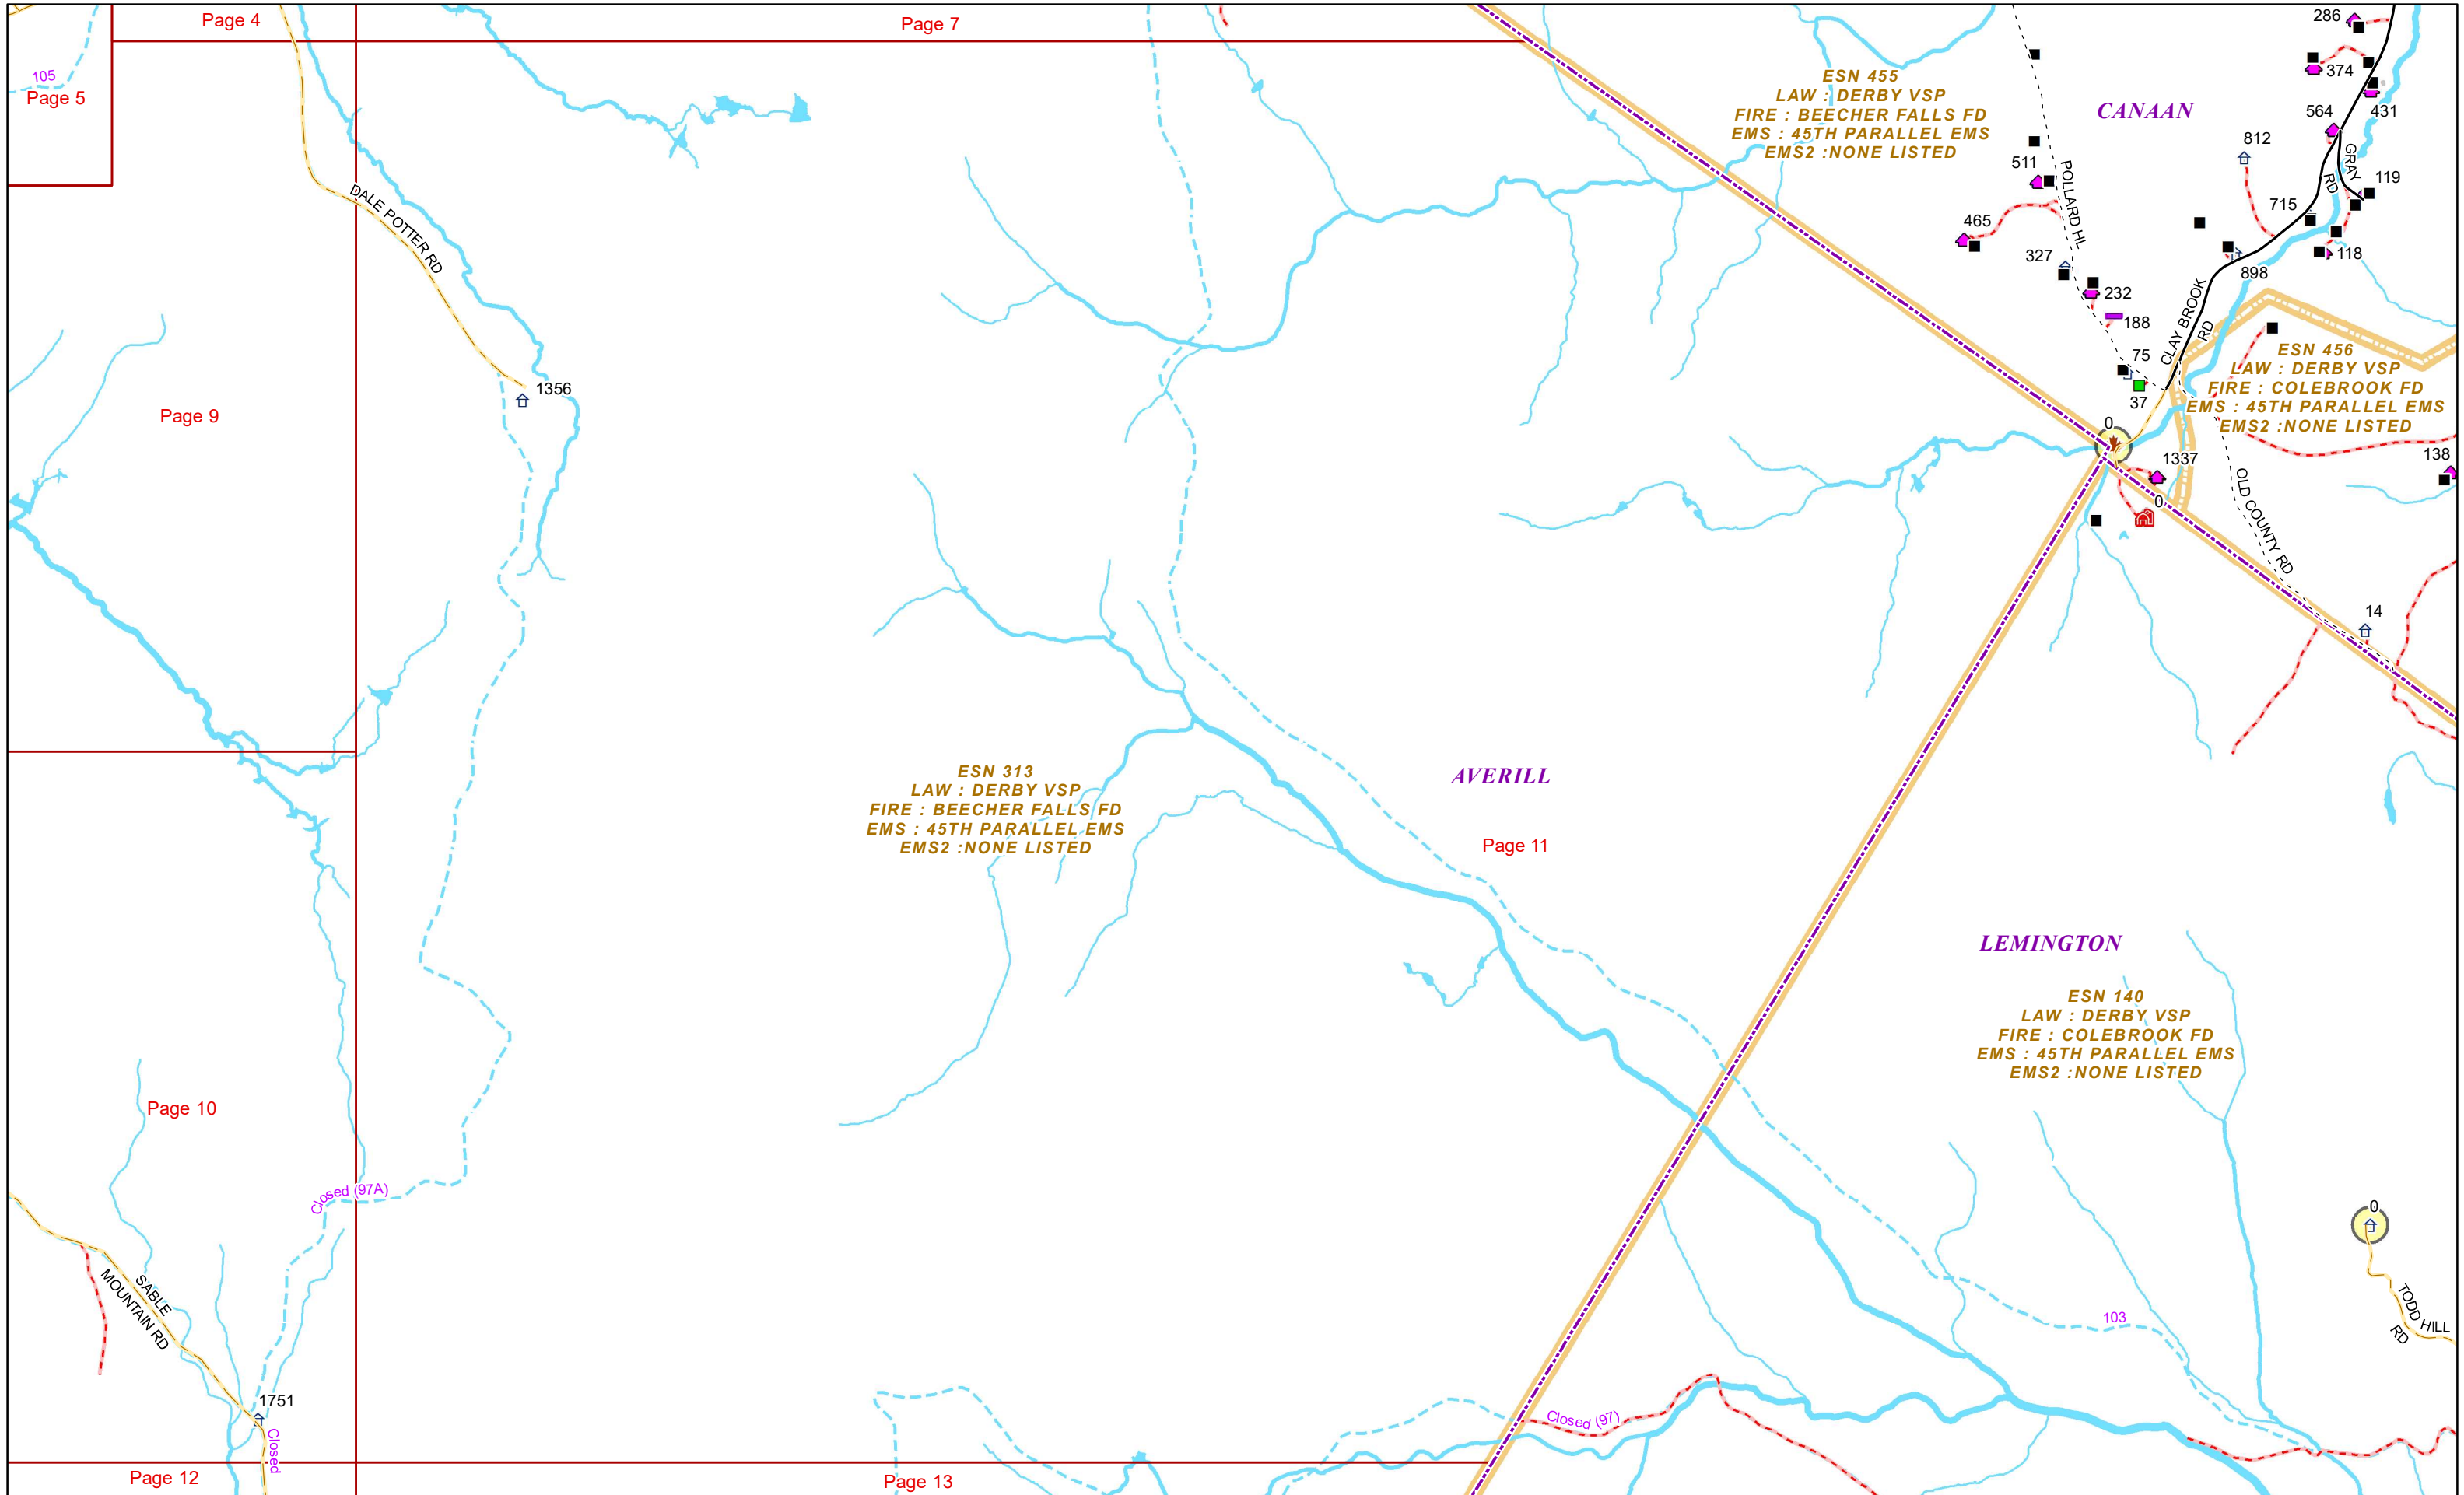 Page 4
Page 7
286
105
Page 5
374
ESN 455
LAW : DERBY VSP
FIRE : BEECHER FALLS FD
EMS : 45TH PARALLEL EMS
EMS2 :NONE LISTED
CANAAN
564
431
812
GRAY
RD
511
119
POLLARD HL
DALE POTTER RD
715
465
118
327
898
232
188
CLAY BROOK
RD
75
37
ESN 456
LAW : DERBY VSP
FIRE : COLEBROOK FD
EMS : 45TH PARALLEL EMS
EMS2 :NONE LISTED
1356
Page 9
0
1337
138
0
OLD COUNTY RD
14
ESN 313
LAW : DERBY VSP
FIRE : BEECHER FALLS FD
EMS : 45TH PARALLEL EMS
EMS2 :NONE LISTED
AVERILL
Page 11
LEMINGTON
ESN 140
LAW : DERBY VSP
FIRE : COLEBROOK FD
EMS : 45TH PARALLEL EMS
EMS2 :NONE LISTED
Page 10
Closed (97A)
0
SABLE
MOUNTAIN RD
TODD HILL
RD
103
1751
Closed
Closed (97)
Page 12
Page 13